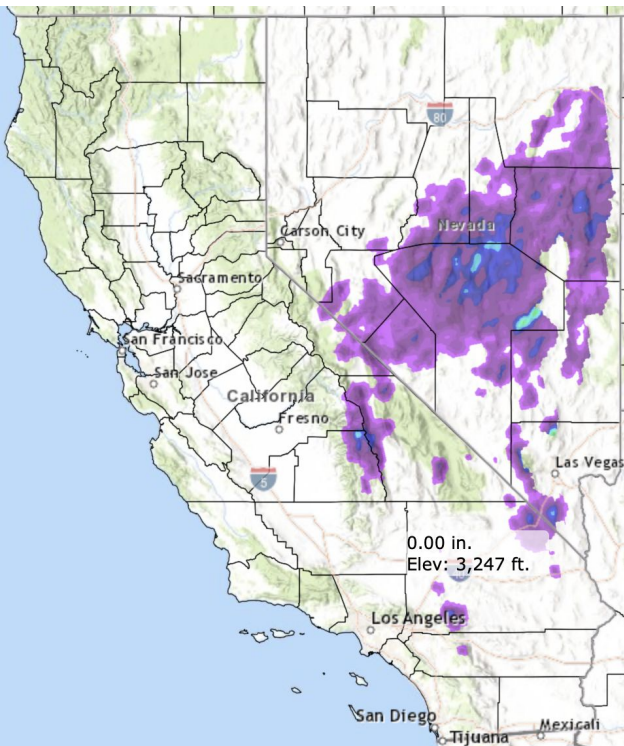 80
Nevada
Carson City
Sacramento
San Francisco
San Jose
California
Fresno
5
Las Vegas
0.00 in.
Elev: 3,247 ft.
Los Angeles
San Diego
Tijuana
Mexicali